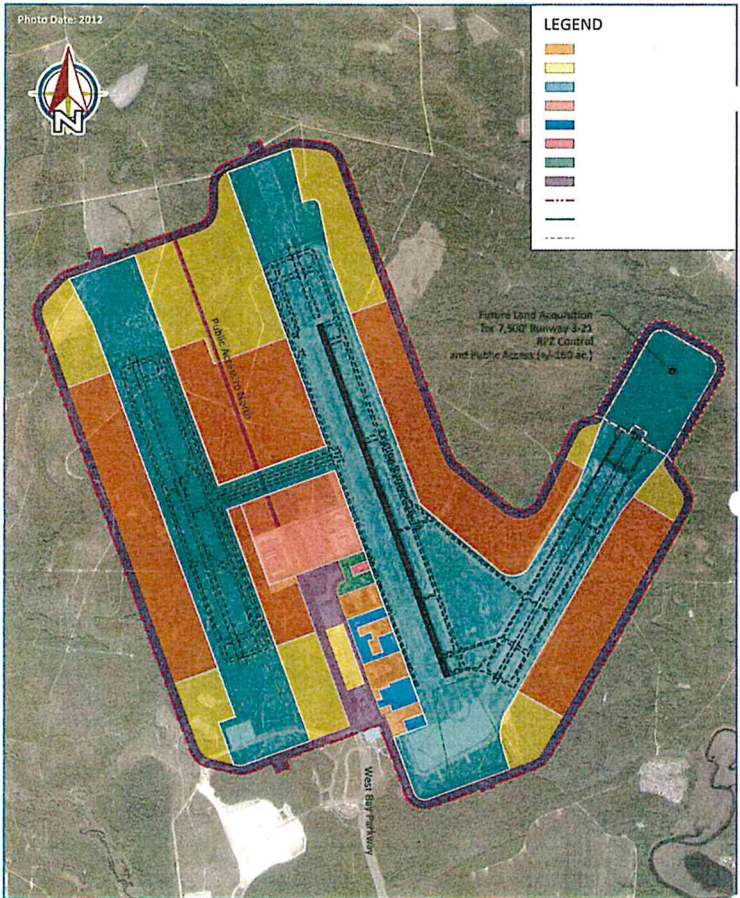 Photo Date: 2012
LEGEND
N
Future Land Acquisition
for 7,500' Runway 3-21
RPZ Control
and Public Access (+/-160 ac.)
Public Access to North
West Bay Parkway